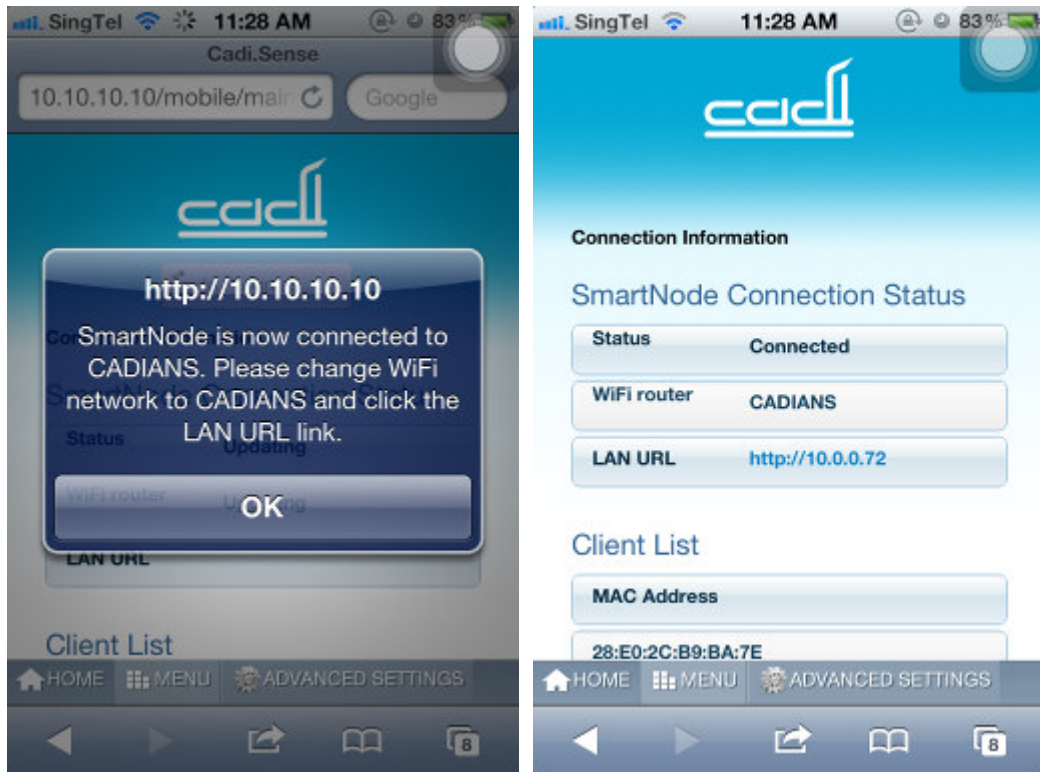 SingTel 11:28 AM 83%
Cadi.Sense
10.10.10.10/mobile/main
Google
cadi
http://10.10.10.10
SmartNode is now connected to
CADIANS. Please change WiFi
network to CADIANS and click the
LAN URL link.
Status Updating
WiFi router
OK
LAN URL
Client List
HOME MENU ADVANCED SETTINGS
8
SingTel 11:28 AM 83%
cadi
Connection Information
SmartNode Connection Status
Status Connected
WiFi router CADIANS
LAN URL http://10.0.0.72
Client List
MAC Address
28:E0:2C:B9:BA:7E
HOME MENU ADVANCED SETTINGS
8